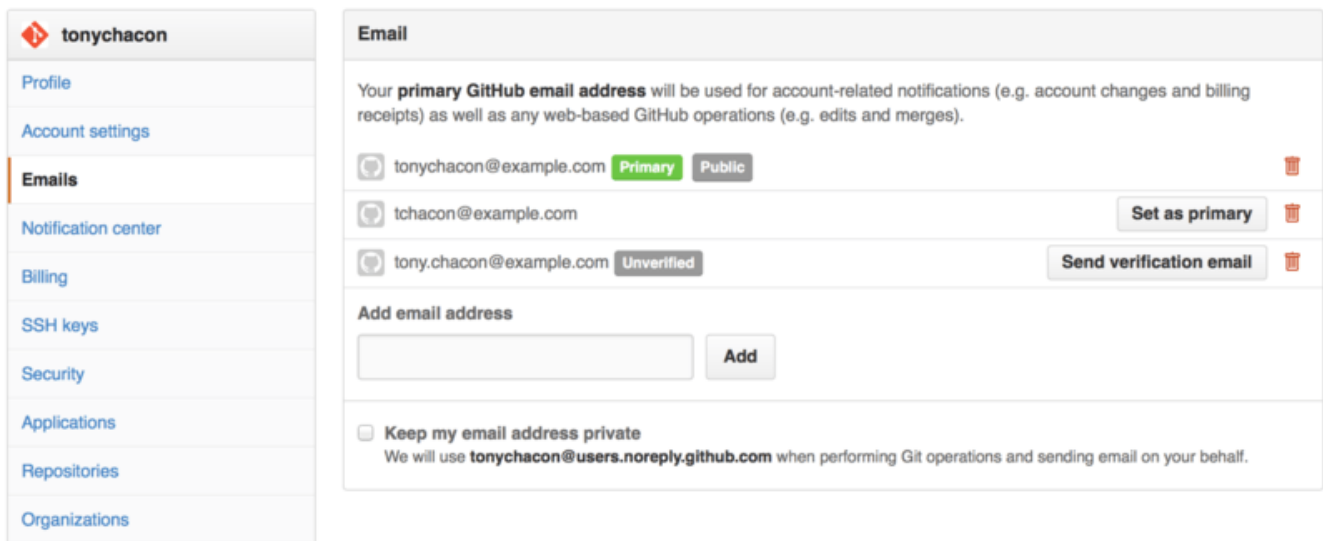 tonychacon
Profile
Account settings
Emails
Notification center
Billing
SSH keys
Security
Applications
Repositories
Organizations
Email
Your primary GitHub email address will be used for account-related notifications (e.g. account changes and billing
receipts) as well as any web-based GitHub operations (e.g. edits and merges).
tonychacon@example.com Primary Public
tchacon@example.com Set as primary
tony.chacon@example.com Unverified Send verification email
Add email address
Add
Keep my email address private
We will use tonychacon@users.noreply.github.com when performing Git operations and sending email on your behalf.